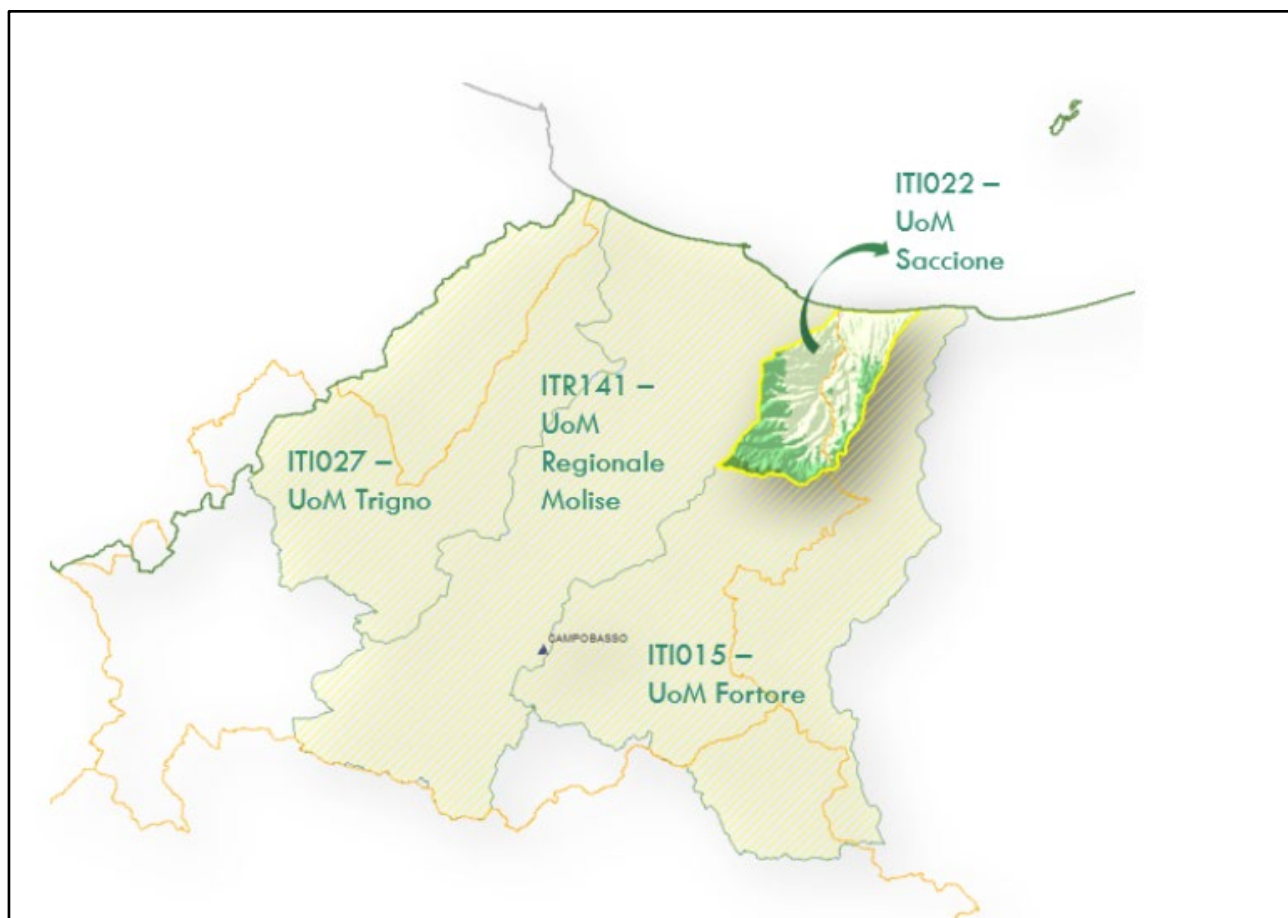 ITI022 –
UoM
Saccione
ITR141 –
UoM
Regionale
Molise
ITI027 –
UoM Trigno
CAMPOBASSO
ITI015 –
UoM Fortore